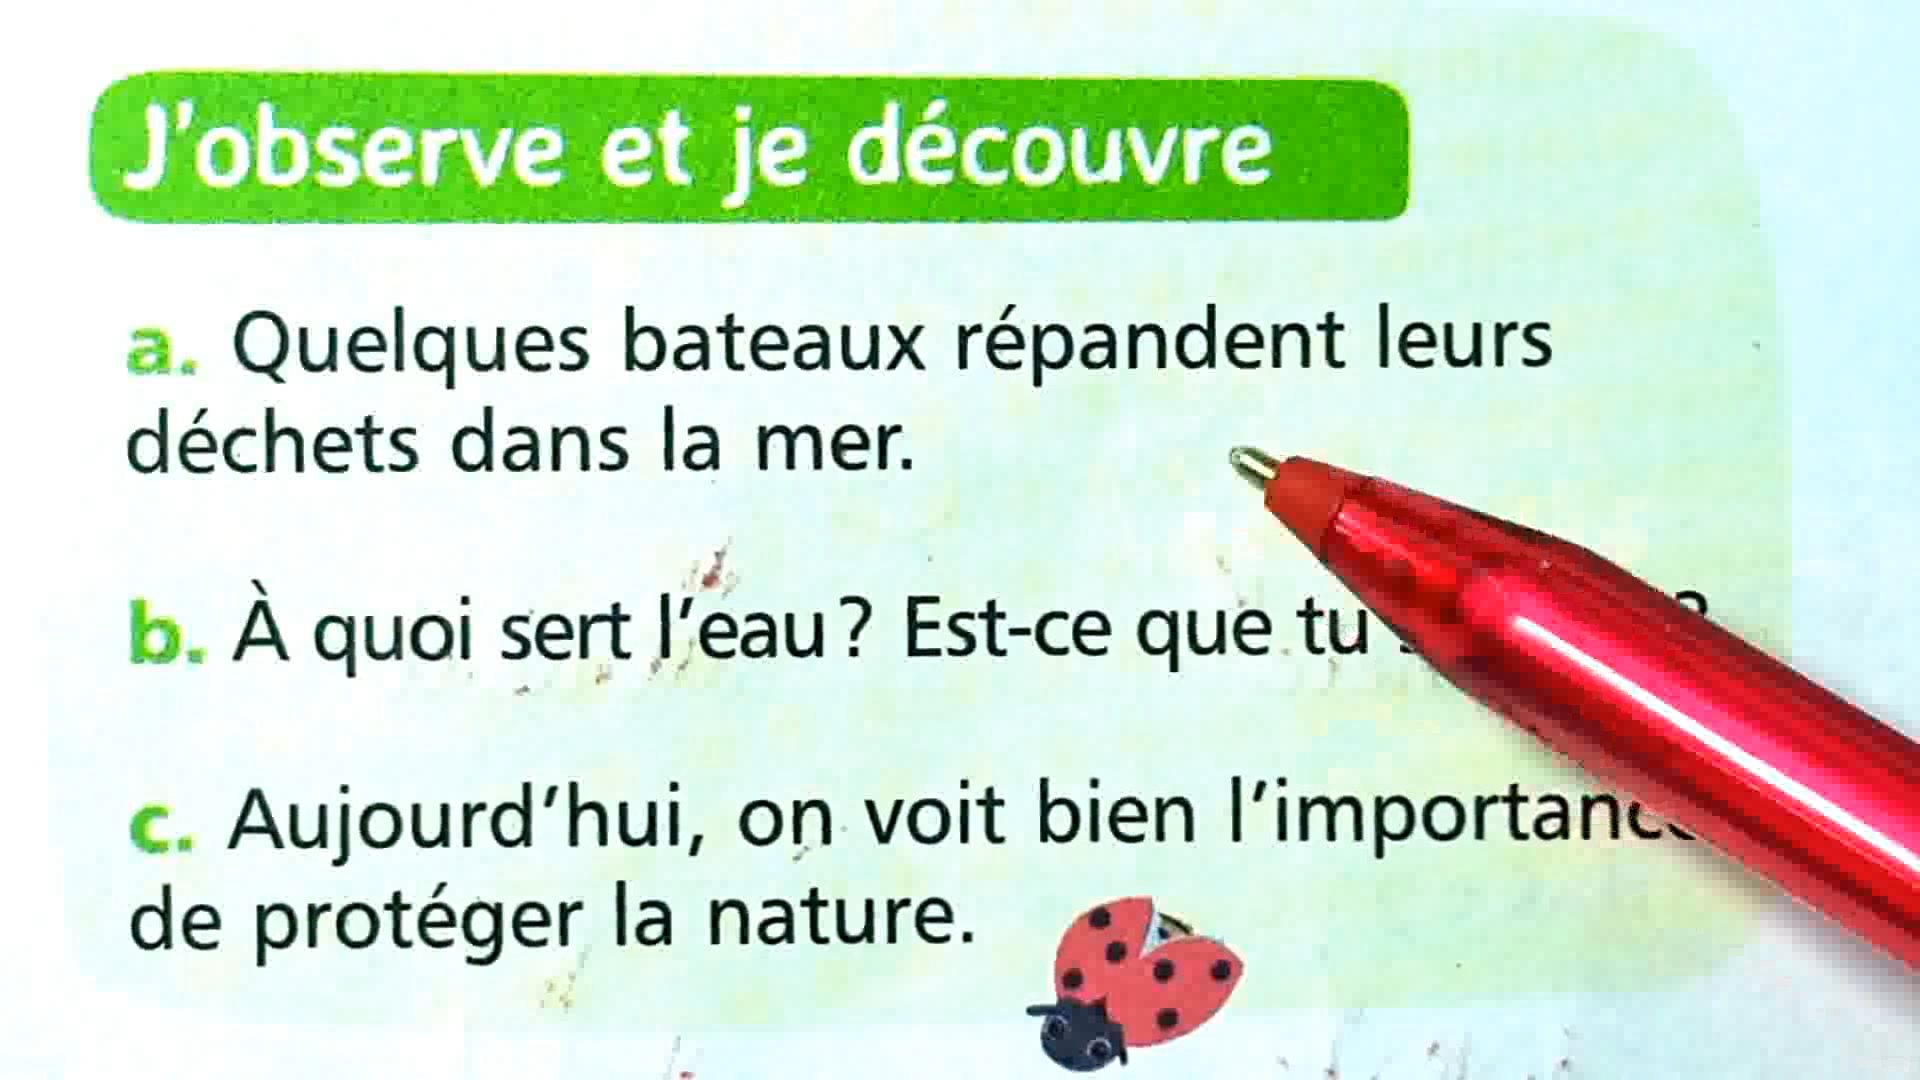 J'observe et je découvre
a. Quelques bateaux répandent leurs
déchets dans la mer.
b. À quoi sert l'eau ? Est-ce que tu ?
c. Aujourd'hui, on voit bien l'importance
de protéger la nature.